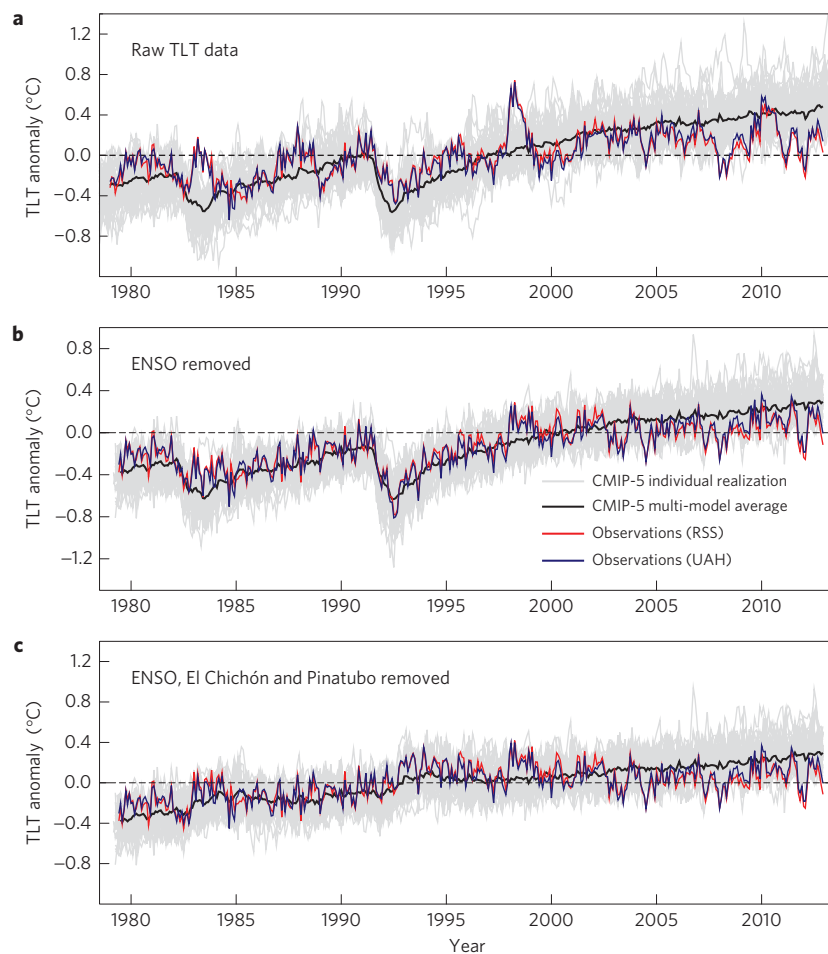 a
Raw TLT data
TLT anomaly (°C)
1.2
0.8
0.4
0.0
−0.4
−0.8
1980 1985 1990 1995 2000 2005 2010
b
ENSO removed
TLT anomaly (°C)
0.8
0.4
0.0
−0.4
−0.8
−1.2
CMIP-5 individual realization
CMIP-5 multi-model average
Observations (RSS)
Observations (UAH)
1980 1985 1990 1995 2000 2005 2010
c
ENSO, El Chichón and Pinatubo removed
TLT anomaly (°C)
1.2
0.8
0.4
0.0
−0.4
−0.8
1980 1985 1990 1995 2000 2005 2010
Year